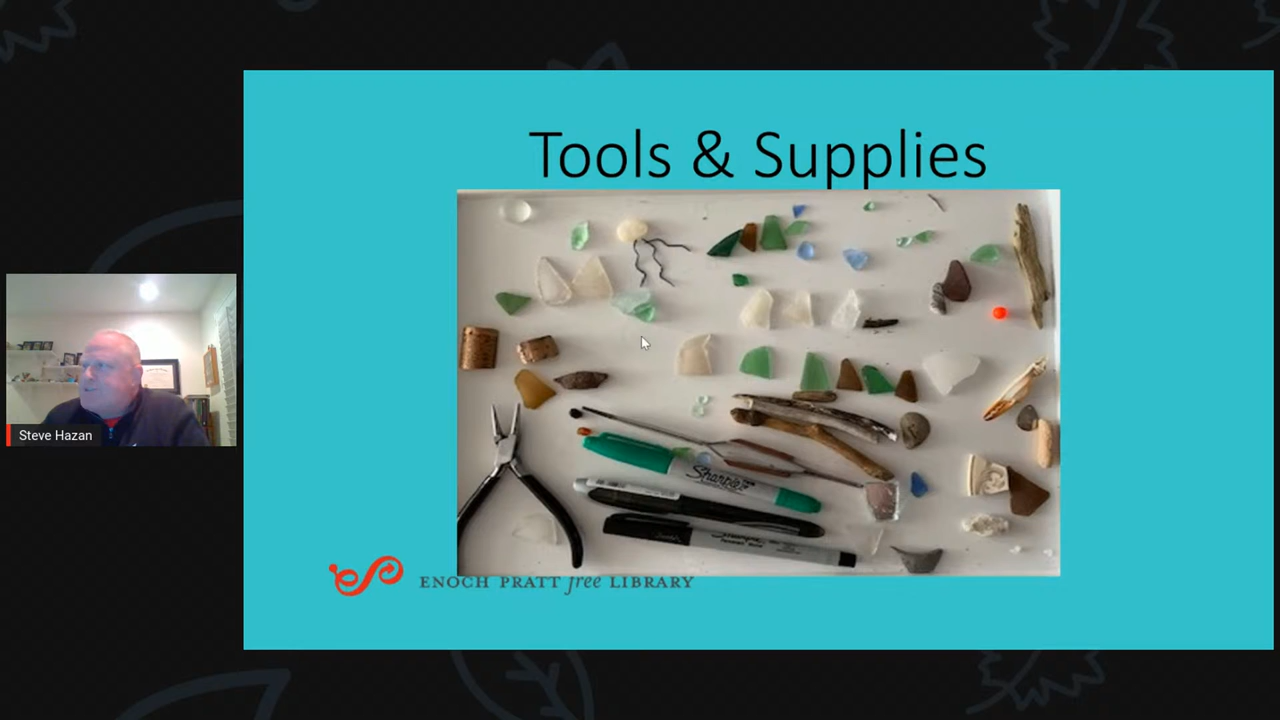 Tools & Supplies
Sharpie
Steve Hazan
ENOCH PRATT free LIBRARY